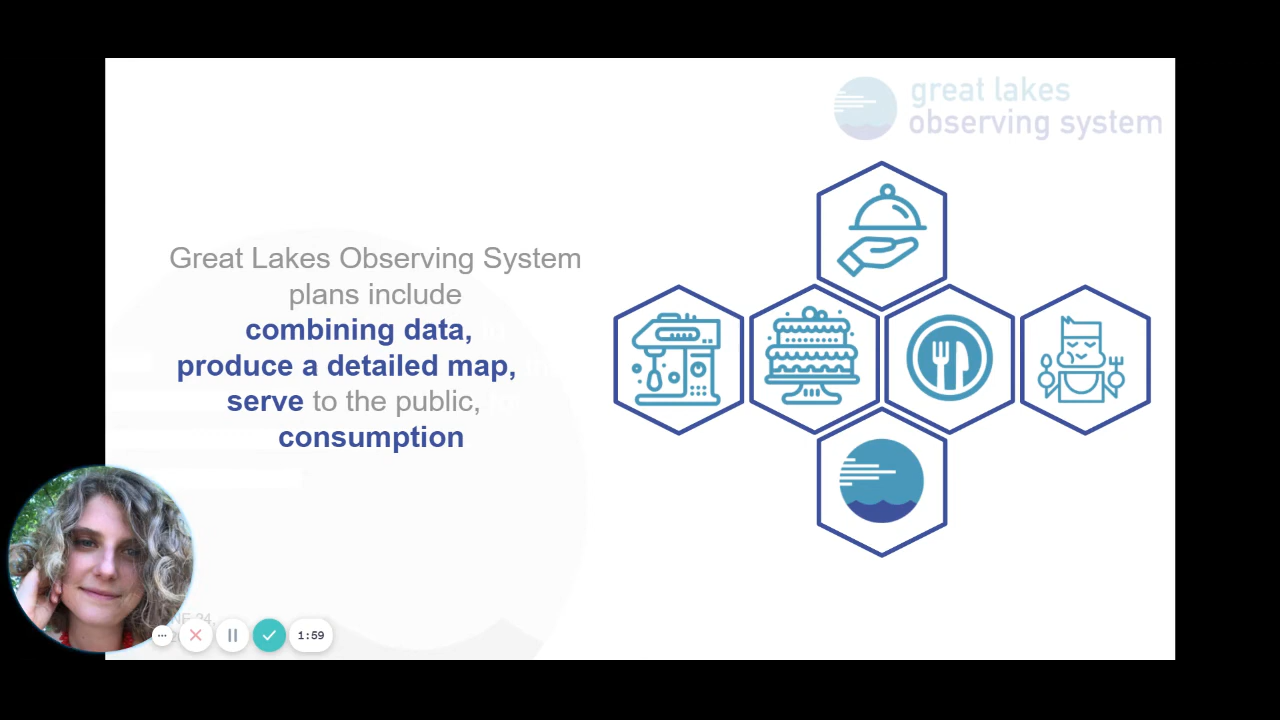 great lakes
observing system
Great Lakes Observing System
plans include
combining data,
produce a detailed map,
serve to the public,
consumption
24,
1:59